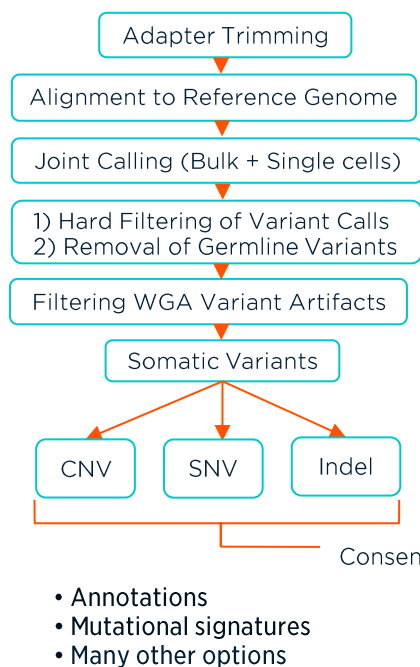 Adapter Trimming
Alignment to Reference Genome
Joint Calling (Bulk + Single cells)
1) Hard Filtering of Variant Calls
2) Removal of Germline Variants
Filtering WGA Variant Artifacts
Somatic Variants
CNV SNV Indel
Consen
• Annotations
• Mutational signatures
• Many other options